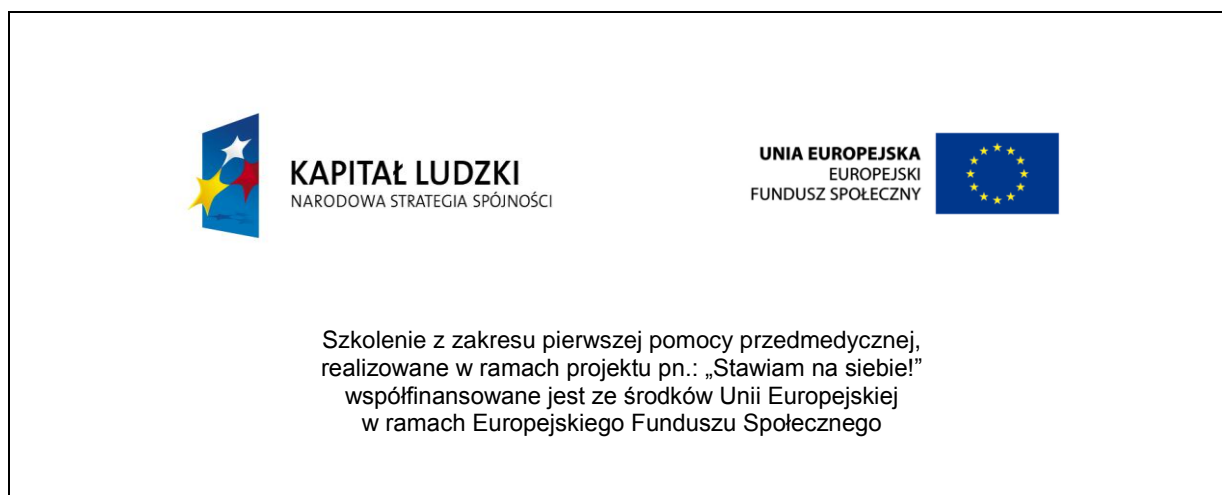 KAPITAŁ LUDZKI
NARODOWA STRATEGIA SPÓJNOŚCI
UNIA EUROPEJSKA
EUROPEJSKI
FUNDUSZ SPOŁECZNY
Szkolenie z zakresu pierwszej pomocy przedmedycznej,
realizowane w ramach projektu pn.: „Stawiam na siebie!”
współfinansowane jest ze środków Unii Europejskiej
w ramach Europejskiego Funduszu Społecznego